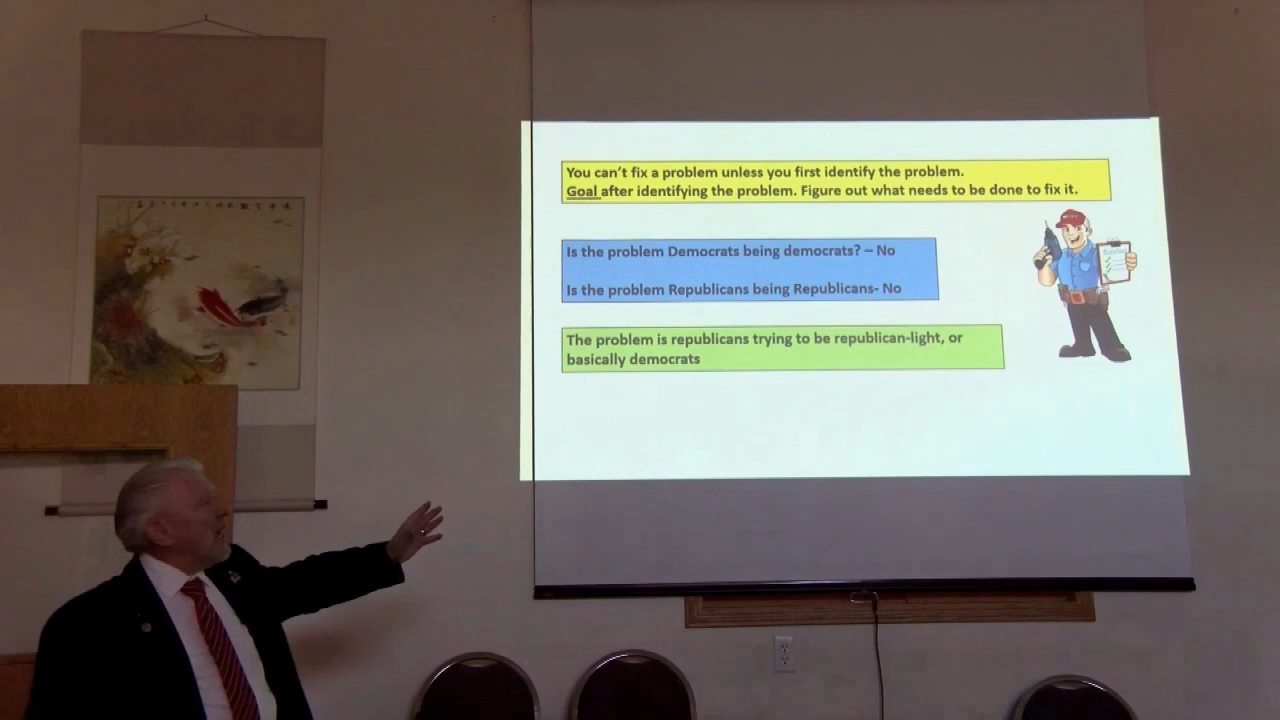 You can't fix a problem unless you first identify the problem.
Goal after identifying the problem. Figure out what needs to be done to fix it.
Is the problem Democrats being democrats? – No
Is the problem Republicans being Republicans- No
The problem is republicans trying to be republican-light, or
basically democrats